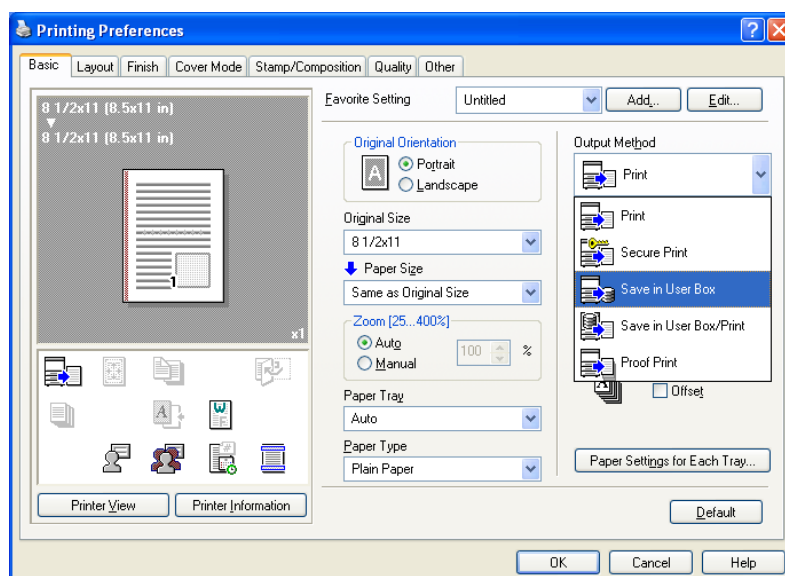 Printing Preferences
Basic Layout Finish Cover Mode Stamp/Composition Quality Other
8 1/2x11 (8.5x11 in)
8 1/2x11 (8.5x11 in)
1
x1
Printer View Printer Information
Favorite Setting Untitled Add... Edit...
Original Orientation
A
Portrait
Landscape
Original Size
8 1/2x11
Paper Size
Same as Original Size
Zoom [25...400%]
Auto
Manual
100 %
Paper Tray
Auto
Paper Type
Plain Paper
Output Method
Print
Print
Secure Print
Save in User Box
Save in User Box/Print
Proof Print
Offset
Paper Settings for Each Tray...
Default
OK Cancel Help